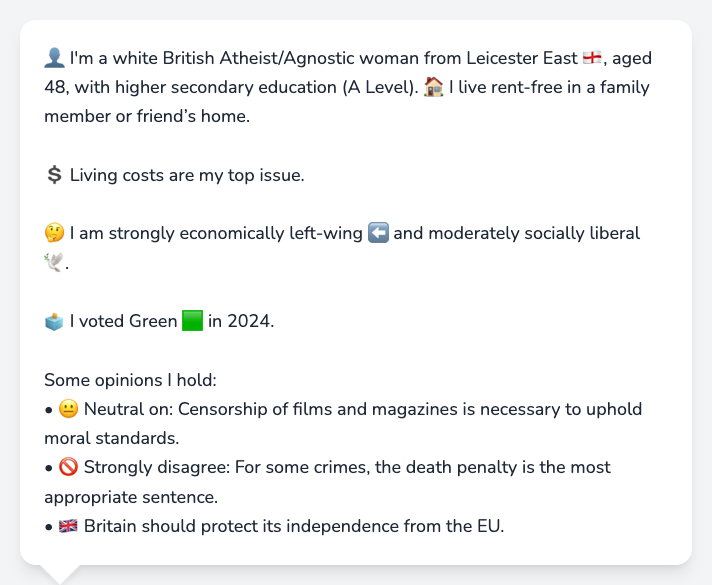 👤 I'm a white British Atheist/Agnostic woman from Leicester East 🏴󠁧󠁢󠁥󠁮󠁧󠁿, aged
48, with higher secondary education (A Level). 🏠 I live rent-free in a family
member or friend’s home.
💲 Living costs are my top issue.
🤔 I am strongly economically left-wing ⬅️ and moderately socially liberal
🕊️.
🗳️ I voted Green 🟩 in 2024.
Some opinions I hold:
• 😐 Neutral on: Censorship of films and magazines is necessary to uphold
moral standards.
• 🚫 Strongly disagree: For some crimes, the death penalty is the most
appropriate sentence.
• 🇬🇧 Britain should protect its independence from the EU.